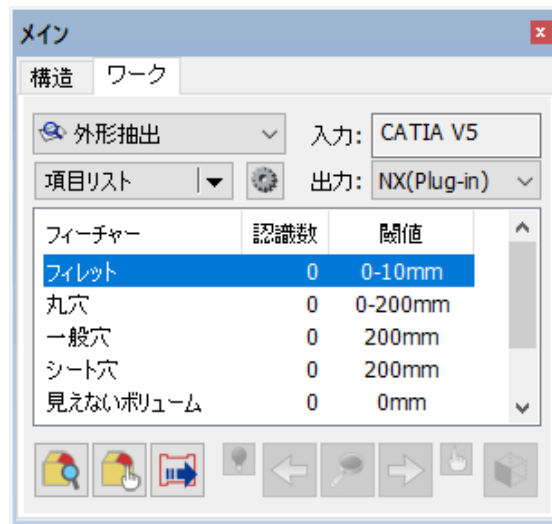 メイン
構造 ワーク
外形抽出 入力: CATIA V5
項目リスト 出力: NX(Plug-in)
フィーチャー 認識数 閾値
フィレット 0 0-10mm
丸穴 0 0-200mm
一般穴 0 200mm
シート穴 0 200mm
見えないボリューム 0 0mm